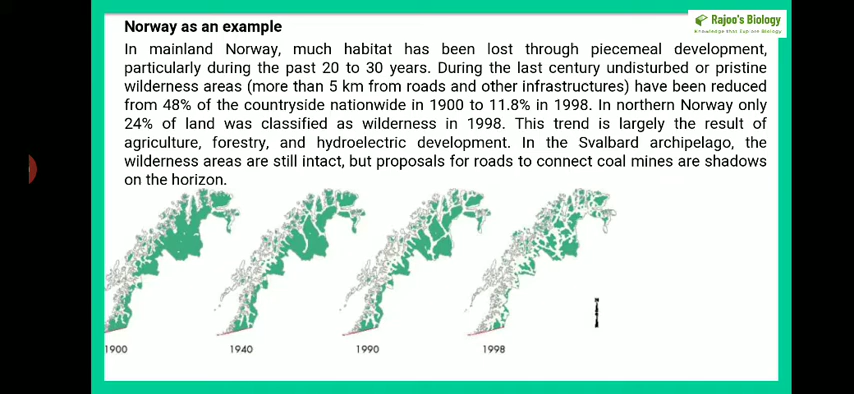 Norway as an example
Rajoo's Biology
In mainland Norway, much habitat has been lost through piecemeal development,
particularly during the past 20 to 30 years. During the last century undisturbed or pristine
wilderness areas (more than 5 km from roads and other infrastructures) have been reduced
from 48% of the countryside nationwide in 1900 to 11.8% in 1998. In northern Norway only
24% of land was classified as wilderness in 1998. This trend is largely the result of
agriculture, forestry, and hydroelectric development. In the Svalbard archipelago, the
wilderness areas are still intact, but proposals for roads to connect coal mines are shadows
on the horizon.
1900 1940 1990 1998